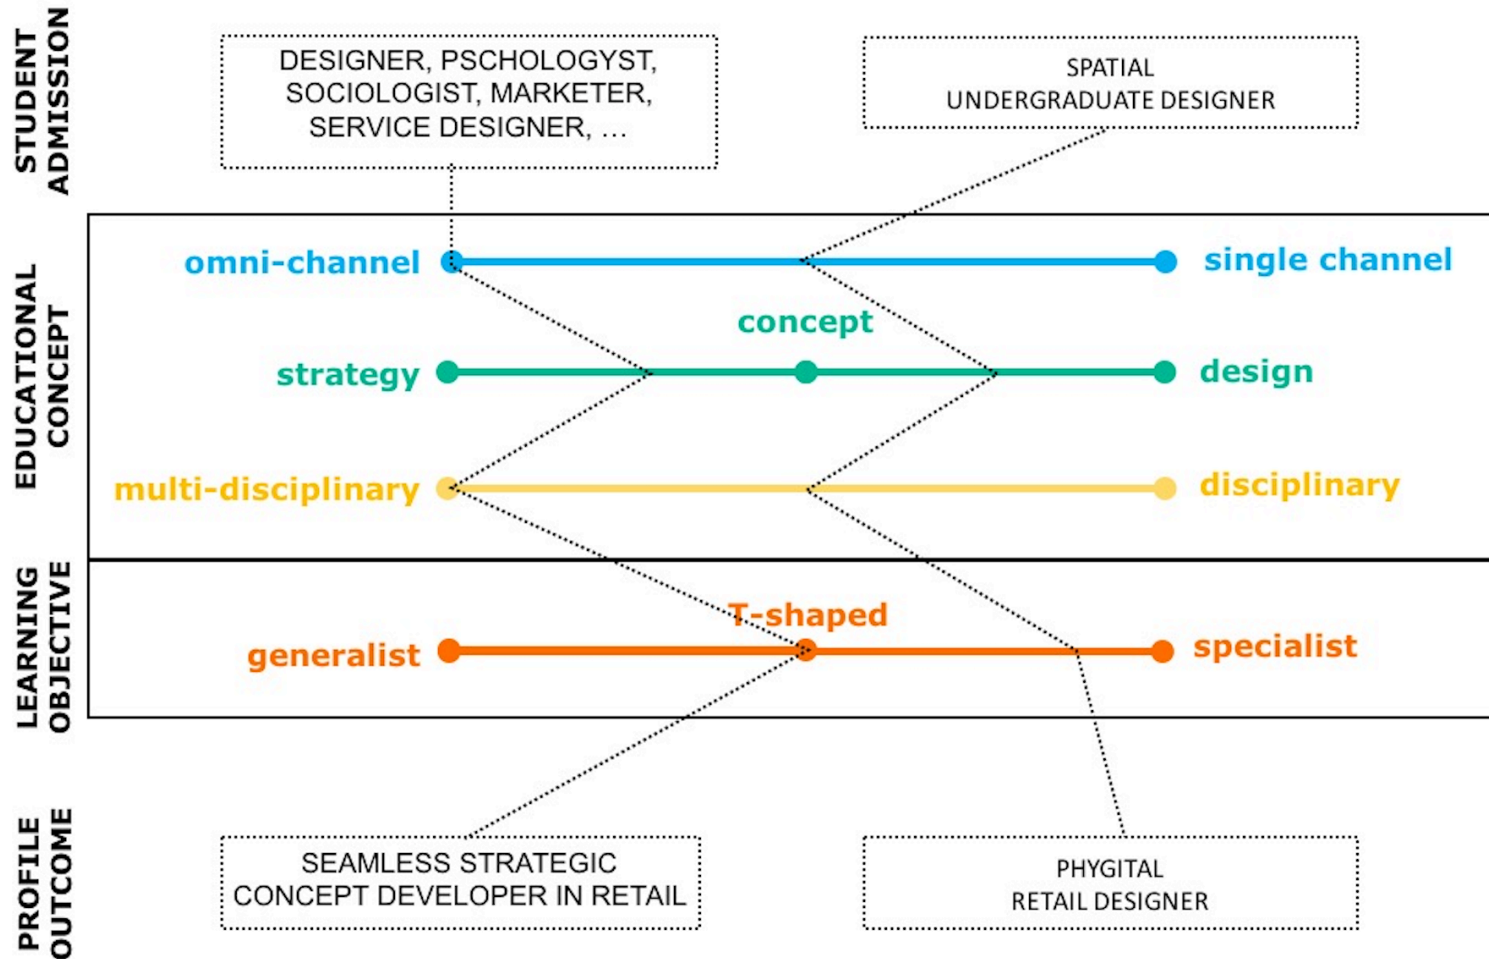 STUDENT
ADMISSION
DESIGNER, PSCHOLOGYST,
SOCIOLOGIST, MARKETER,
SERVICE DESIGNER, ...
SPATIAL
UNDERGRADUATE DESIGNER
EDUCATIONAL
CONCEPT
omni-channel
single channel
concept
strategy
design
multi-disciplinary
disciplinary
LEARNING
OBJECTIVE
T-shaped
generalist
specialist
PROFILE
OUTCOME
SEAMLESS STRATEGIC
CONCEPT DEVELOPER IN RETAIL
PHYGITAL
RETAIL DESIGNER